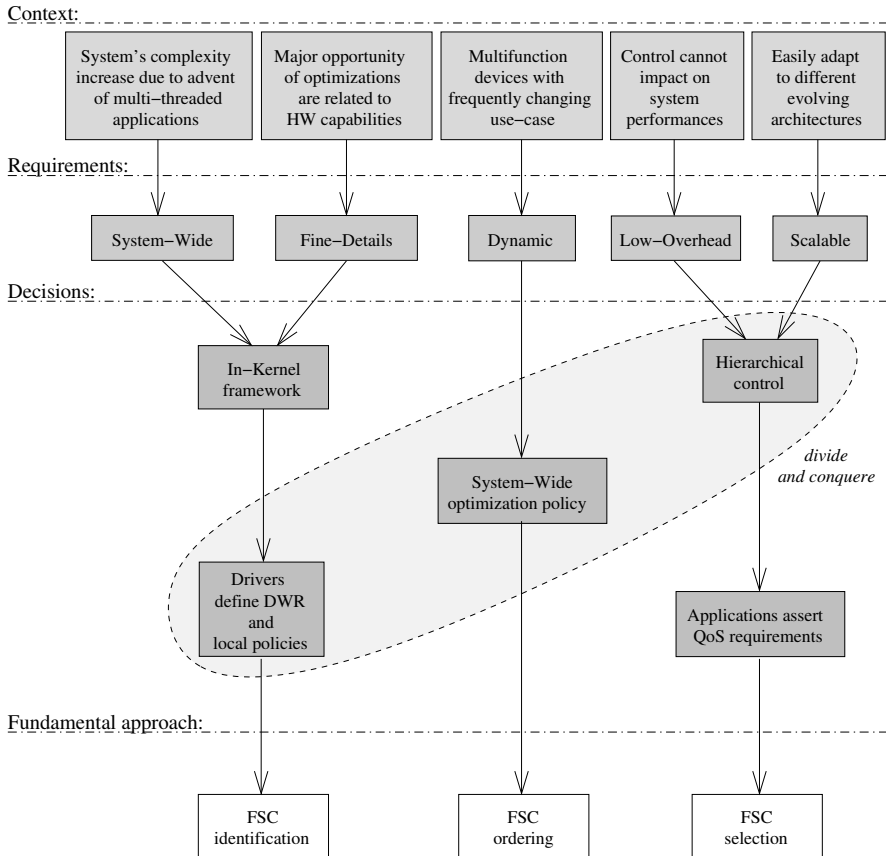 Context:
System's complexity
increase due to advent
of multi−threaded
applications
Major opportunity
of optimizations
are related to
HW capabilities
Multifunction
devices with
frequently changing
use−case
Control cannot
impact on
system
performances
Easily adapt
to different
evolving
architectures
Requirements:
System−Wide
Fine−Details
Dynamic
Low−Overhead
Scalable
Decisions:
In−Kernel
framework
Hierarchical
control
divide
and conquere
System−Wide
optimization policy
Drivers
define DWR
and
local policies
Applications assert
QoS requirements
Fundamental approach:
FSC
identification
FSC
ordering
FSC
selection